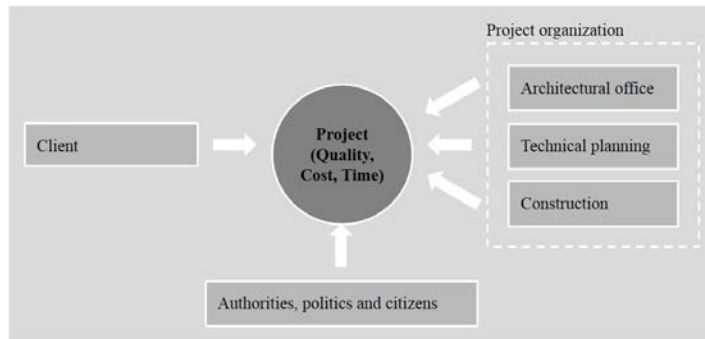 Project organization
Architectural office
Client
Project
(Quality,
Cost, Time)
Technical planning
Construction
Authorities, politics and citizens